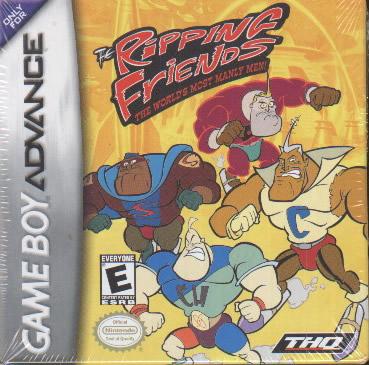 ONLY
FOR
GAME BOY ADVANCE
THE
RIPPING
FRIENDS
THE WORLD'S MOST MANLY MEN!
C
CH
EVERYONE
E
CONTENT RATED BY
ESRB
Official
Nintendo
Seal of Quality
THQ